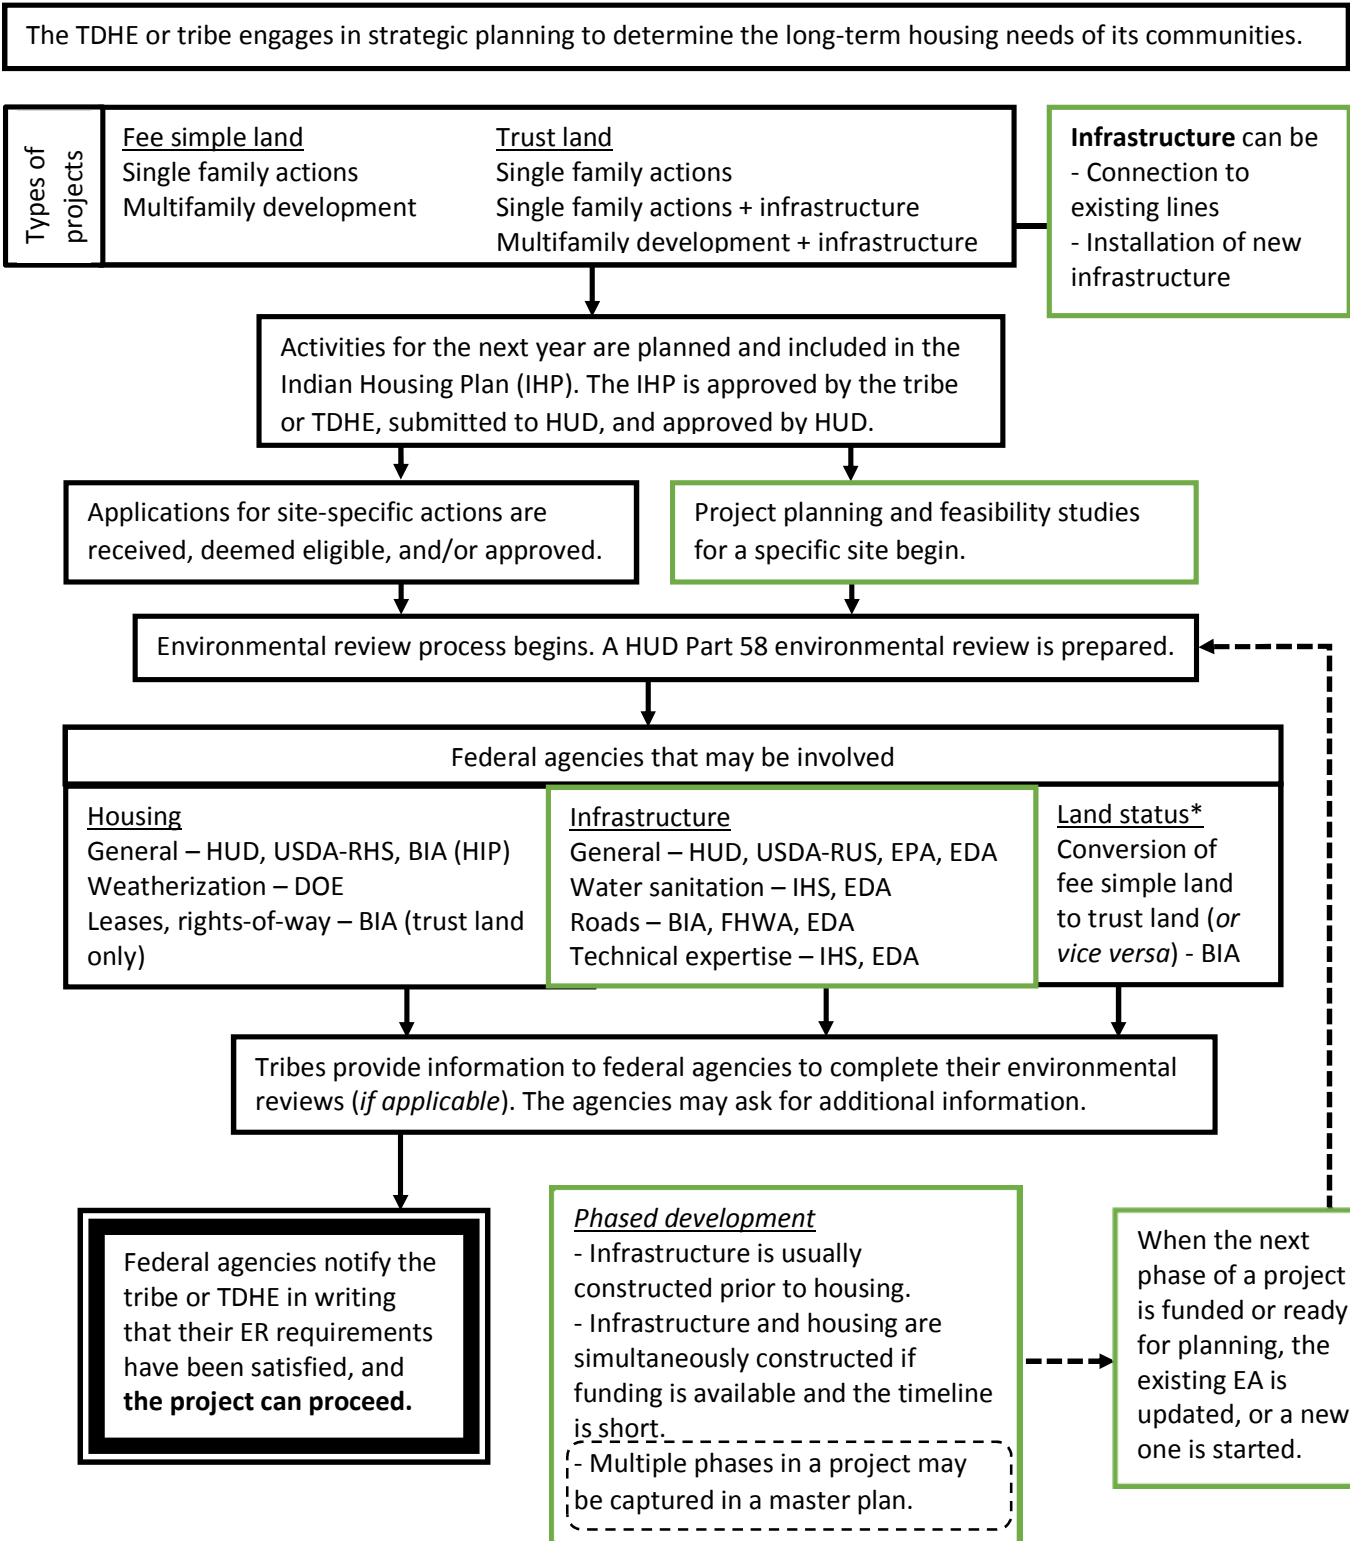 The TDHE or tribe engages in strategic planning to determine the long-term housing needs of its communities.
Types of
projects
Fee simple land
Single family actions
Multifamily development
Trust land
Single family actions
Single family actions + infrastructure
Multifamily development + infrastructure
Infrastructure can be
- Connection to
existing lines
- Installation of new
infrastructure
Activities for the next year are planned and included in the
Indian Housing Plan (IHP). The IHP is approved by the tribe
or TDHE, submitted to HUD, and approved by HUD.
Applications for site-specific actions are
received, deemed eligible, and/or approved.
Project planning and feasibility studies
for a specific site begin.
Environmental review process begins. A HUD Part 58 environmental review is prepared.
Federal agencies that may be involved
Housing
General – HUD, USDA-RHS, BIA (HIP)
Weatherization – DOE
Leases, rights-of-way – BIA (trust land
only)
Infrastructure
General – HUD, USDA-RUS, EPA, EDA
Water sanitation – IHS, EDA
Roads – BIA, FHWA, EDA
Technical expertise – IHS, EDA
Land status*
Conversion of
fee simple land
to trust land (or
vice versa) - BIA
Tribes provide information to federal agencies to complete their environmental
reviews (if applicable). The agencies may ask for additional information.
Federal agencies notify the
tribe or TDHE in writing
that their ER requirements
have been satisfied, and
the project can proceed.
Phased development
- Infrastructure is usually
constructed prior to housing.
- Infrastructure and housing are
simultaneously constructed if
funding is available and the timeline
is short.
- Multiple phases in a project may
be captured in a master plan.
When the next
phase of a project
is funded or ready
for planning, the
existing EA is
updated, or a new
one is started.